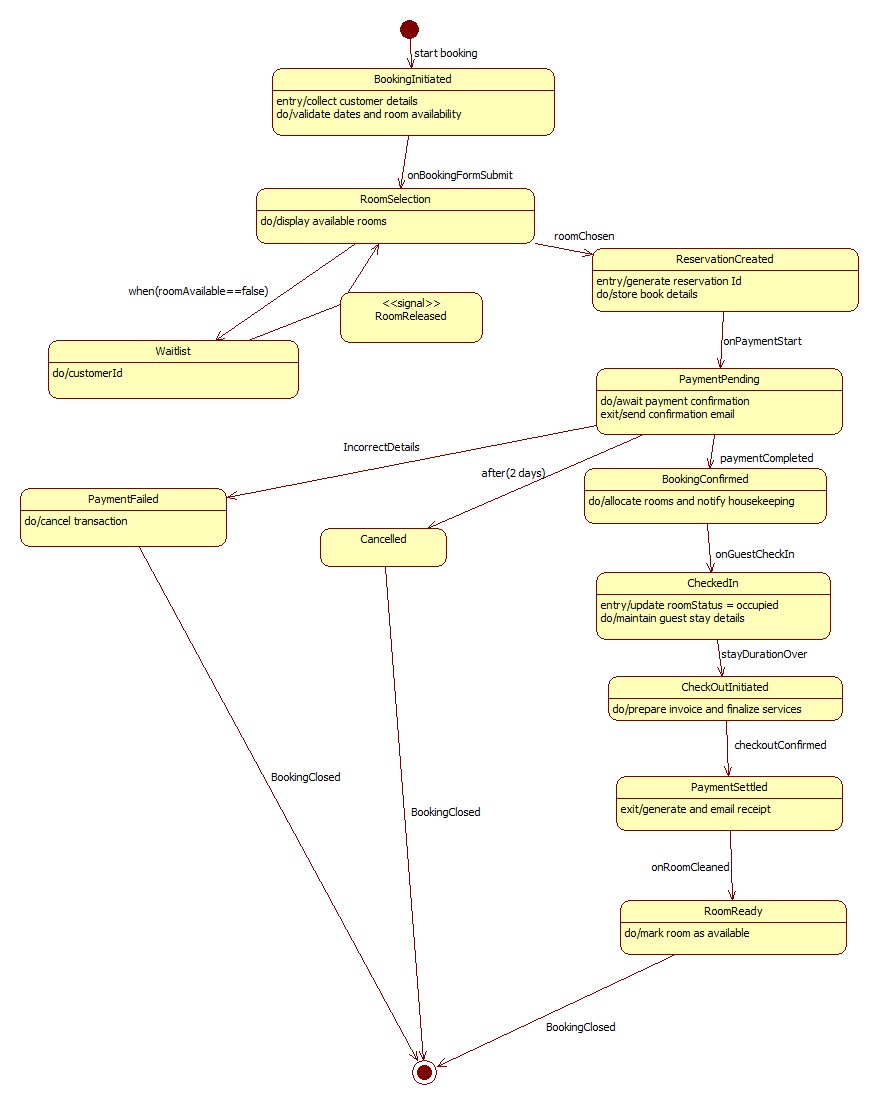 start booking
BookingInitiated
entry/collect customer details
do/validate dates and room availability
onBookingFormSubmit
RoomSelection
do/display available rooms
roomChosen
ReservationCreated
entry/generate reservation Id
do/store book details
when(roomAvailable==false)
<<signal>>
RoomReleased
Waitlist
do/customerId
onPaymentStart
PaymentPending
do/await payment confirmation
exit/send confirmation email
IncorrectDetails
after(2 days)
paymentCompleted
BookingConfirmed
do/allocate rooms and notify housekeeping
PaymentFailed
do/cancel transaction
Cancelled
onGuestCheckIn
CheckedIn
entry/update roomStatus = occupied
do/maintain guest stay details
stayDurationOver
CheckOutInitiated
do/prepare invoice and finalize services
checkoutConfirmed
PaymentSettled
exit/generate and email receipt
BookingClosed
BookingClosed
onRoomCleaned
RoomReady
do/mark room as available
BookingClosed